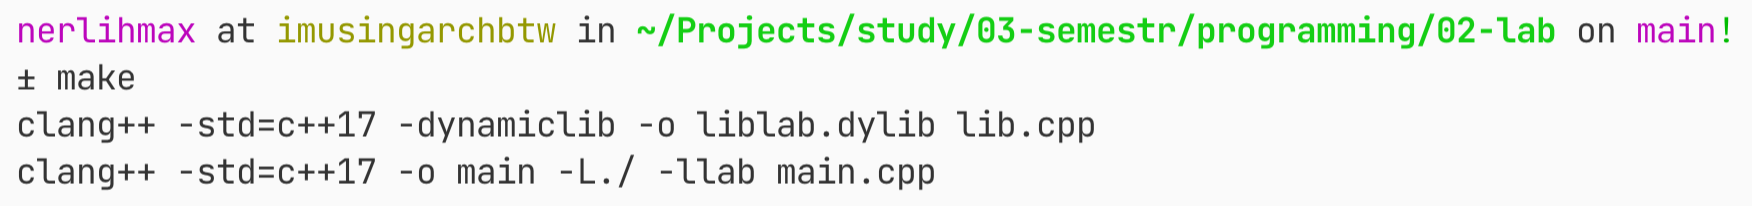 nerlihmax at imusingarchbtw in ~/Projects/study/03-semestr/programming/02-lab on main!
± make
clang++ -std=c++17 -dynamiclib -o liblab.dylib lib.cpp
clang++ -std=c++17 -o main -L./ -llab main.cpp